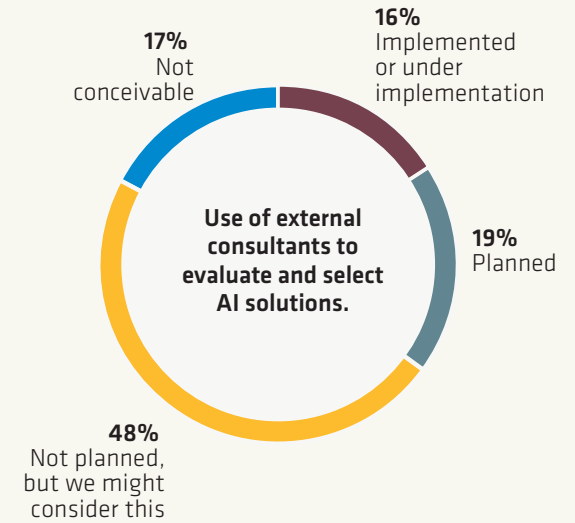 16%
Implemented
or under
implementation
17%
Not
conceivable
Use of external
consultants to
evaluate and select
AI solutions.
19%
Planned
48%
Not planned,
but we might
consider this